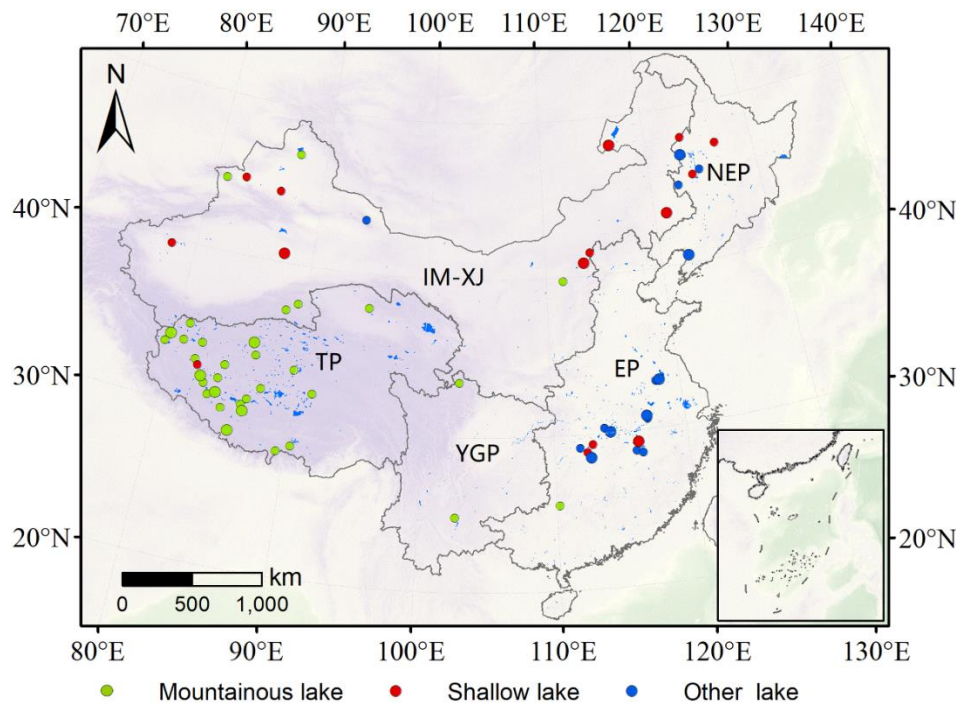 70°E 80°E 90°E 100°E 110°E 120°E 130°E 140°E
N
NEP
40°N 40°N
IM-XJ
TP EP
30°N 30°N
YGP
20°N 20°N
km
0 500 1,000
80°E 90°E 100°E 110°E 120°E 130°E
Mountainous lake Shallow lake Other lake